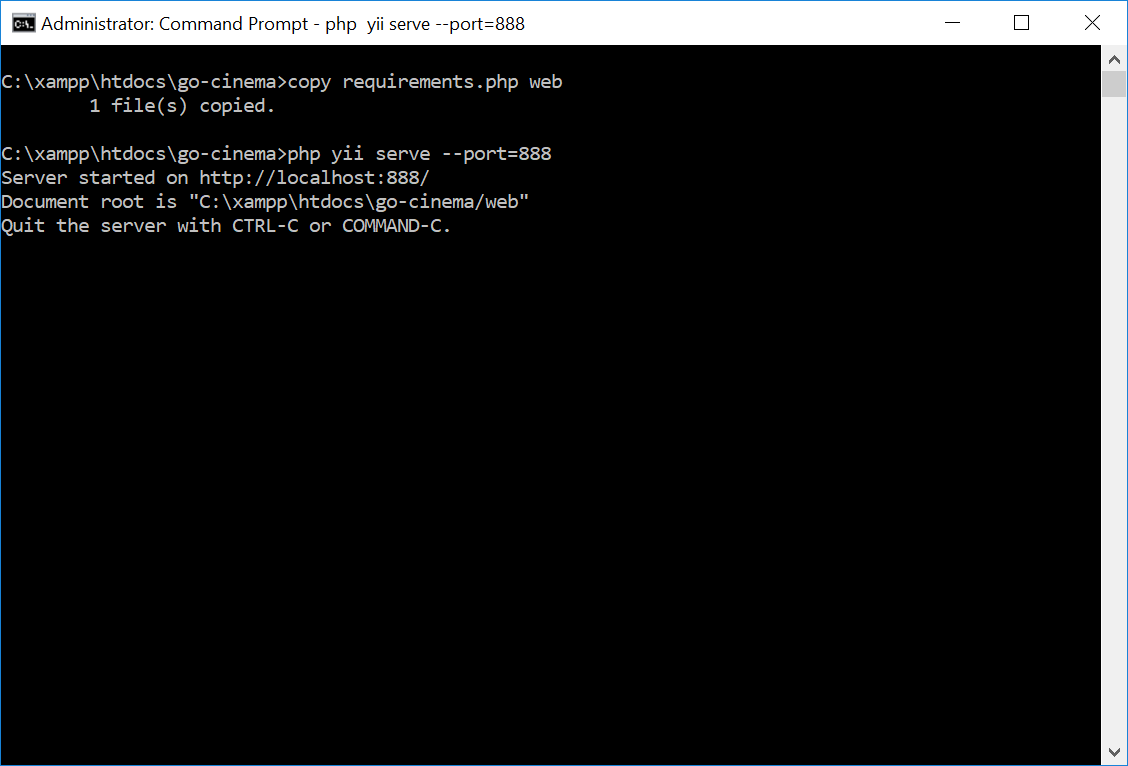 Administrator: Command Prompt - php  yii serve --port=888
C:\xampp\htdocs\go-cinema>copy requirements.php web
        1 file(s) copied.
C:\xampp\htdocs\go-cinema>php yii serve --port=888
Server started on http://localhost:888/
Document root is "C:\xampp\htdocs\go-cinema/web"
Quit the server with CTRL-C or COMMAND-C.